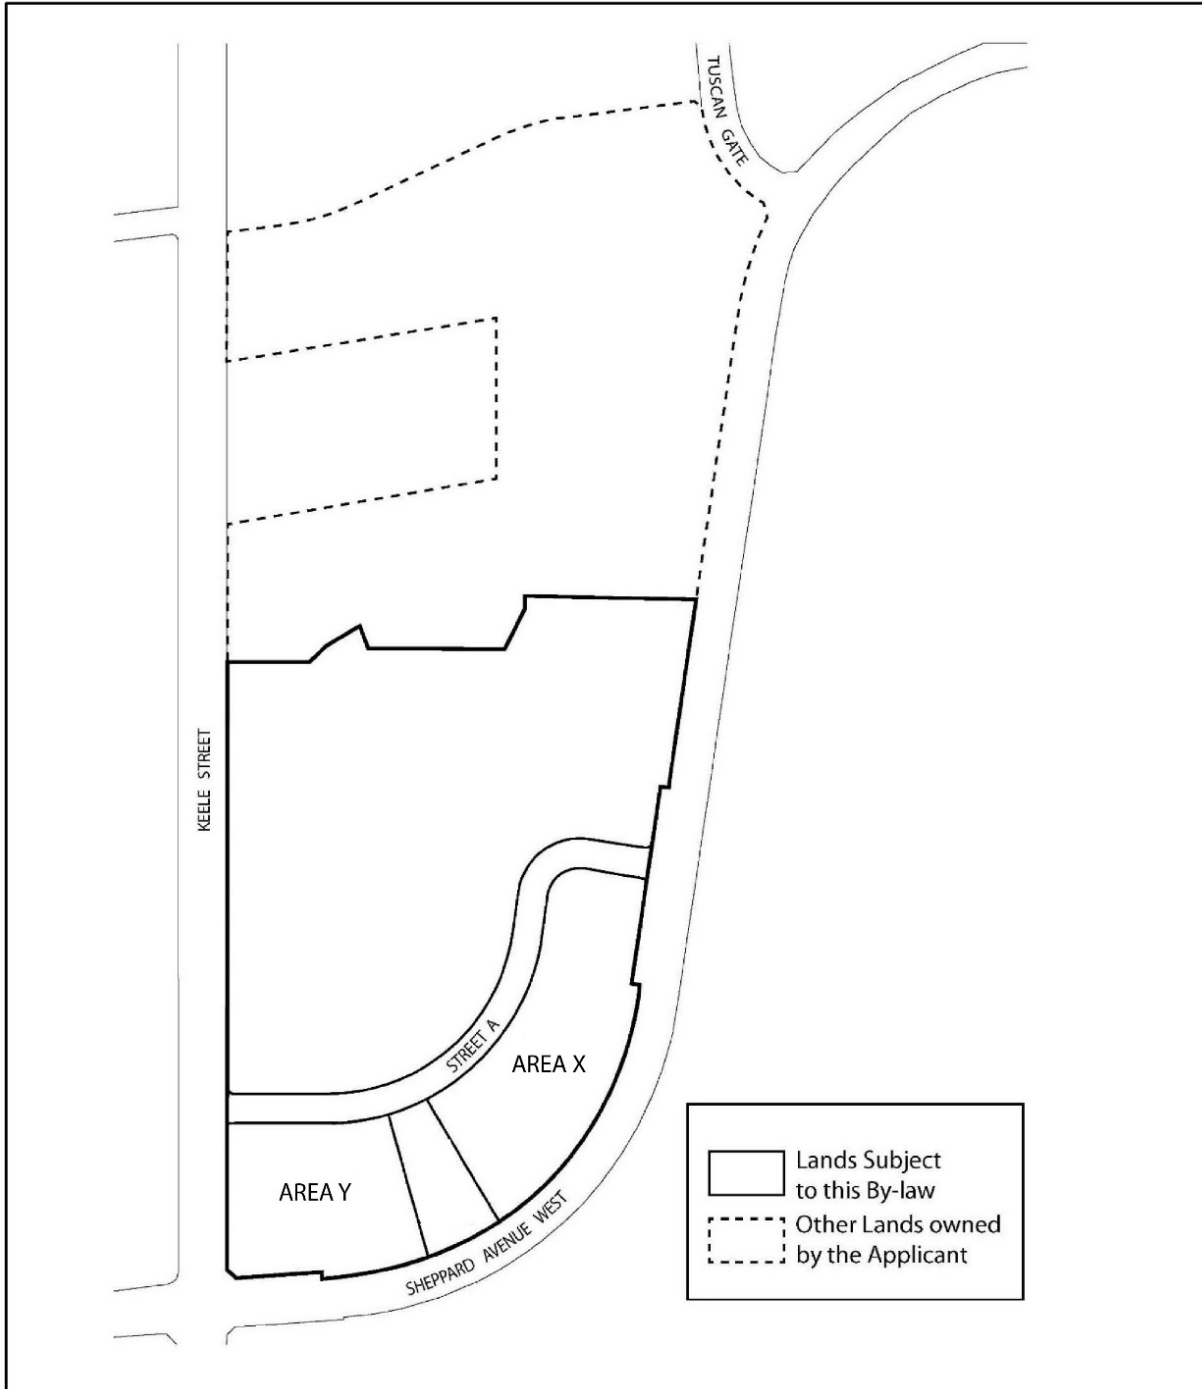 TUSCAN GATE
KEELE STREET
STREET A
AREA X
AREA Y
SHEPPARD AVENUE WEST
Lands Subject
to this By-law
Other Lands owned
by the Applicant